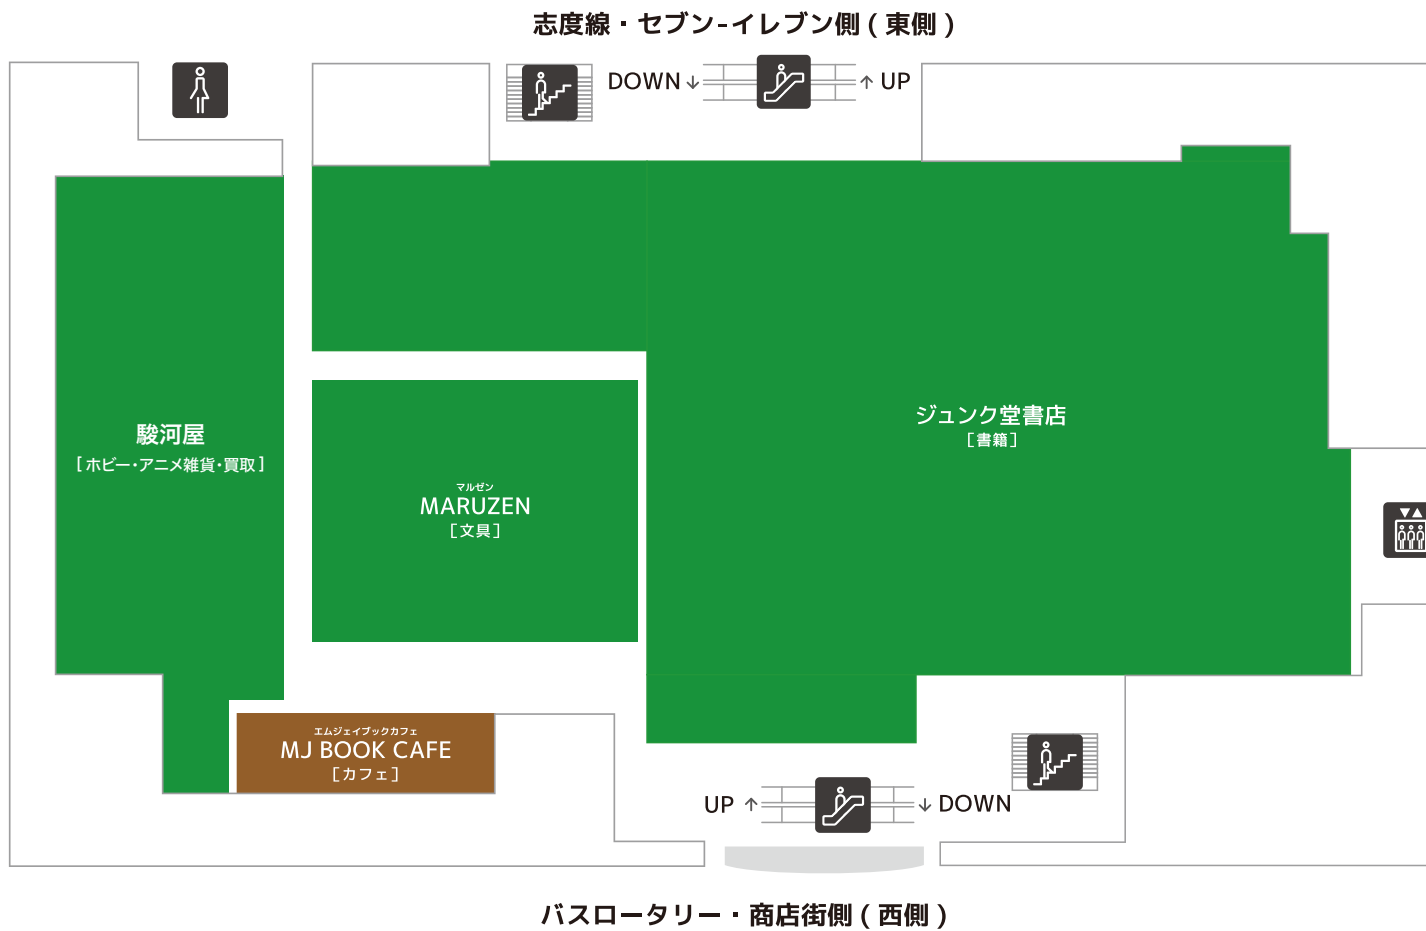 志度線・セブン-イレブン側(東側)
DOWN ↓
↑ UP
駿河屋
[ホビー・アニメ雑貨・買取]
マルゼン
MARUZEN
[文具]
ジュンク堂書店
[書籍]
エムジェイブックカフェ
MJ BOOK CAFE
[カフェ]
UP ↑
↓ DOWN
バスロータリー・商店街側(西側)